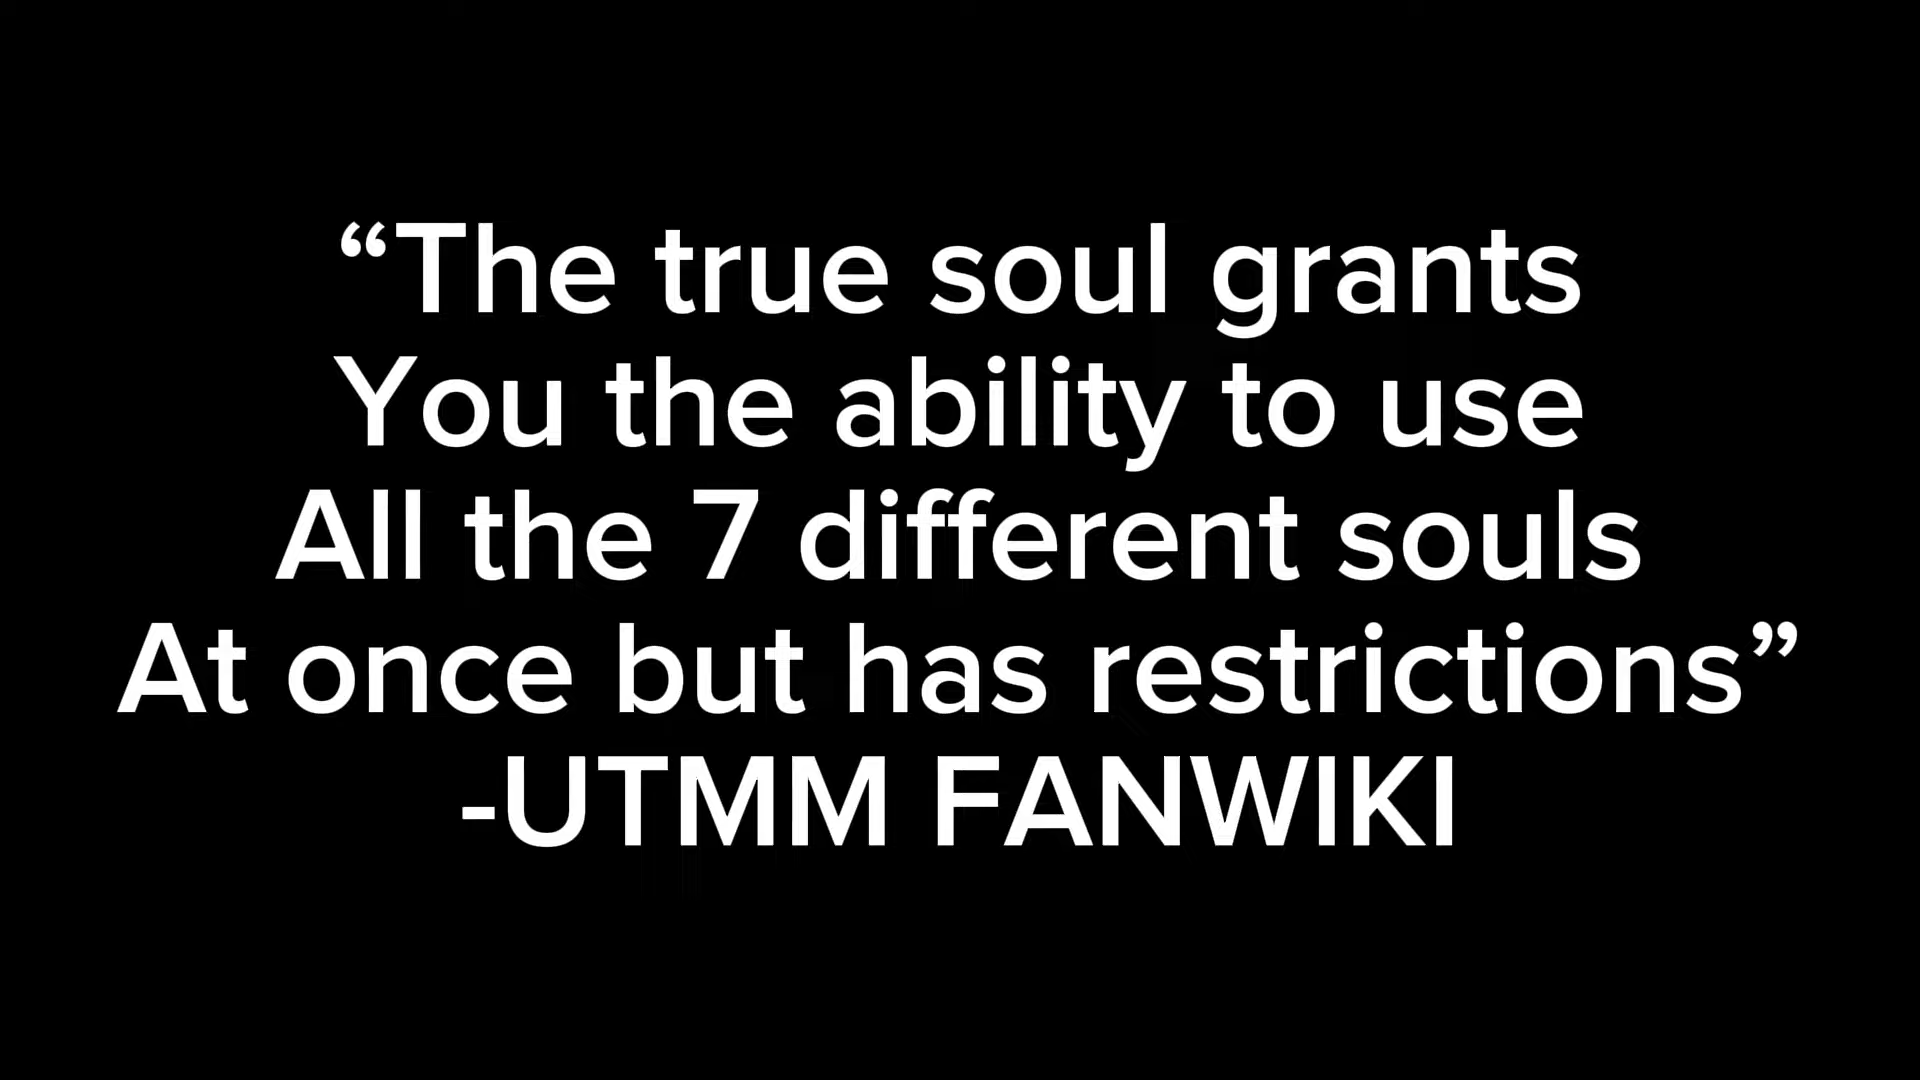 “The true soul grants
You the ability to use
All the 7 different souls
At once but has restrictions”
-UTMM FANWIKI